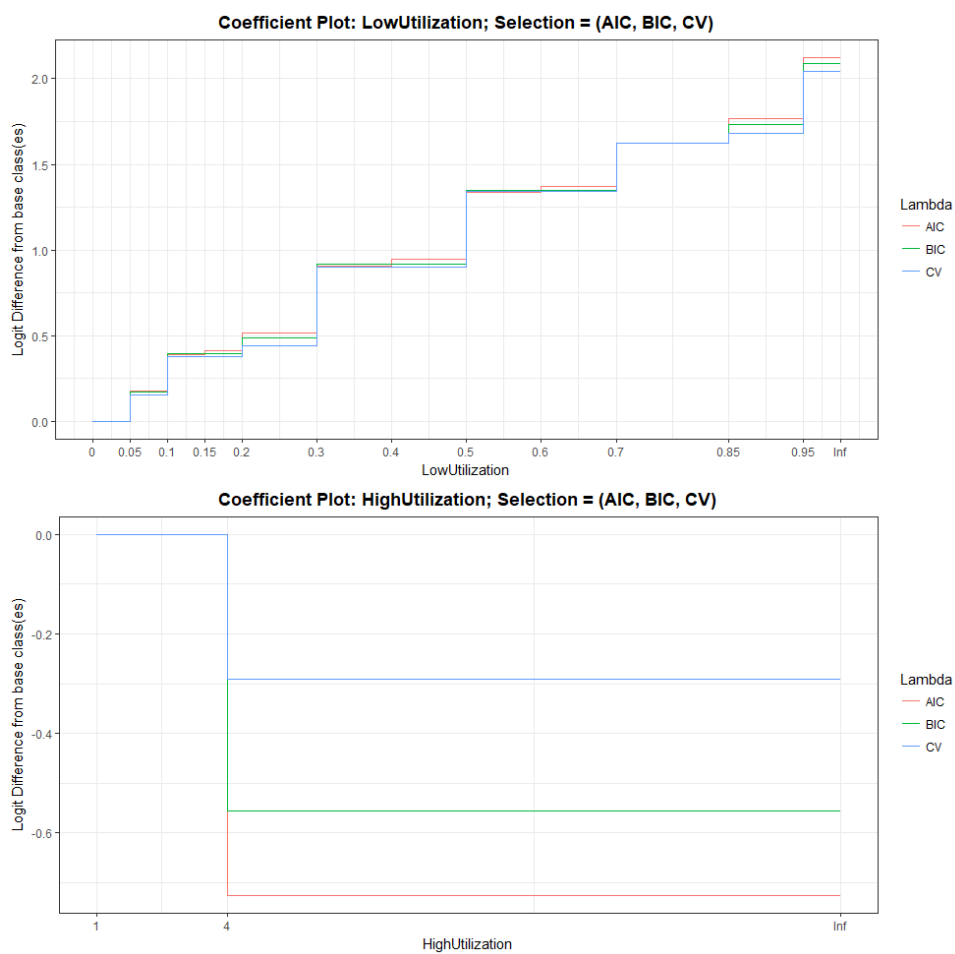 Coefficient Plot: LowUtilization; Selection = (AIC, BIC, CV)
Logit Difference from base class(es)
2.0
1.5
1.0
0.5
0.0
0 0.05 0.1 0.15 0.2 0.3 0.4 0.5 0.6 0.7 0.85 0.95 Inf
LowUtilization
Lambda
AIC
BIC
CV
Coefficient Plot: HighUtilization; Selection = (AIC, BIC, CV)
Logit Difference from base class(es)
0.0
-0.2
-0.4
-0.6
1 4 Inf
HighUtilization
Lambda
AIC
BIC
CV